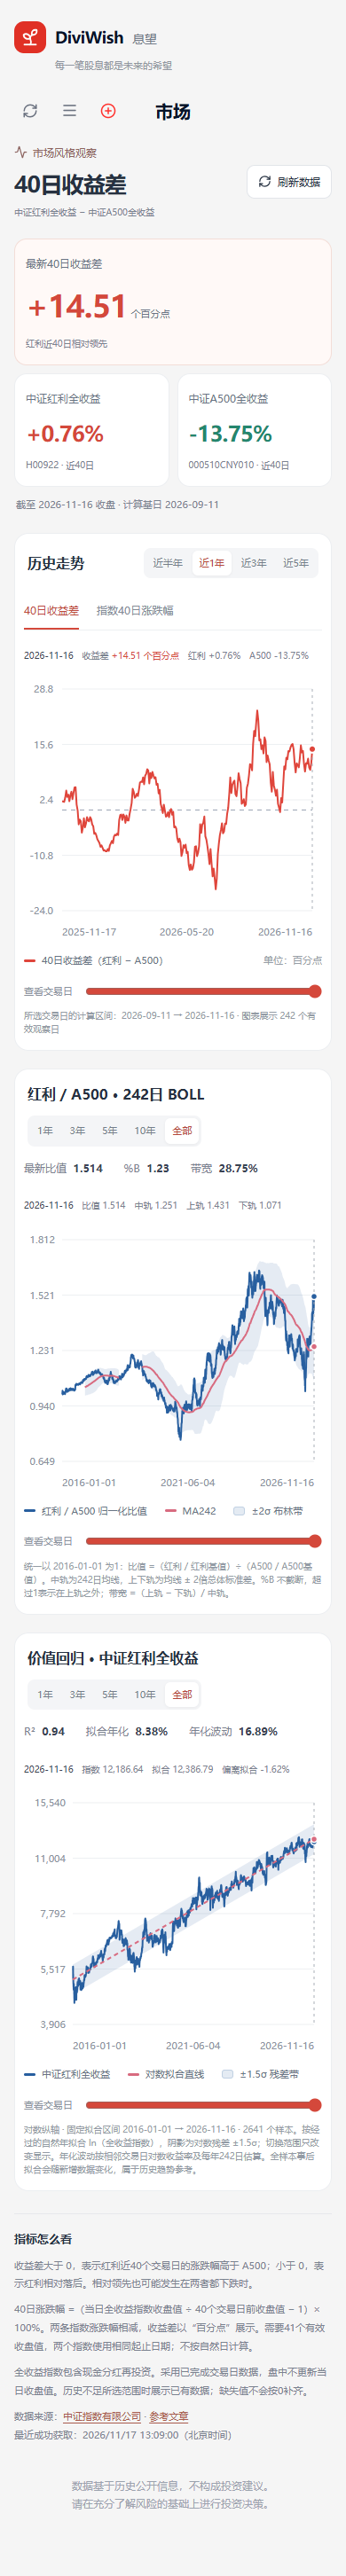 DiviWish 息望
每一笔股息都是未来的希望
市场
市场风格观察
40日收益差
刷新数据
中证红利全收益 − 中证A500全收益
最新40日收益差
+14.51 个百分点
红利近40日相对领先
中证红利全收益
+0.76%
H00922 · 近40日
中证A500全收益
-13.75%
000510CNY010 · 近40日
截至 2026-11-16 收盘 · 计算基日 2026-09-11
历史走势
近半年 近1年 近3年 近5年
40日收益差 指数40日涨跌幅
2026-11-16 收益差 +14.51 个百分点 红利 +0.76% A500 -13.75%
28.8
15.6
2.4
-10.8
-24.0
2025-11-17 2026-05-20 2026-11-16
40日收益差（红利 − A500） 单位：百分点
查看交易日
所选交易日的计算区间：2026-09-11 → 2026-11-16 · 图表展示 242 个有
效观察日
红利 / A500 • 242日 BOLL
1年 3年 5年 10年 全部
最新比值 1.514 %B 1.23 带宽 28.75%
2026-11-16 比值 1.514 中轨 1.251 上轨 1.431 下轨 1.071
1.812
1.521
1.231
0.940
0.649
2016-01-01 2021-06-04 2026-11-16
红利 / A500 归一化比值 MA242 ±2σ 布林带
查看交易日
统一以 2016-01-01 为1：比值 =（红利 / 红利基值）÷（A500 / A500基
值）。中轨为242日均线，上下轨为均线 ± 2倍总体标准差。%B 不截断，超
过1表示在上轨之外；带宽 =（上轨 − 下轨）/ 中轨。
价值回归 • 中证红利全收益
1年 3年 5年 10年 全部
R² 0.94 拟合年化 8.38% 年化波动 16.89%
2026-11-16 指数 12,186.64 拟合 12,386.79 偏离拟合 -1.62%
15,540
11,004
7,792
5,517
3,906
2016-01-01 2021-06-04 2026-11-16
中证红利全收益 对数拟合直线 ±1.5σ 残差带
查看交易日
对数纵轴 · 固定拟合区间 2016-01-01 → 2026-11-16 · 2641 个样本。按经
过的自然年拟合 ln（全收益指数），阴影为对数残差 ±1.5σ；切换范围只改
变显示。年化波动按相邻交易日对数收益率及每年242日估算。全样本事后
拟合会随新增数据变化，属于历史趋势参考。
指标怎么看
收益差大于 0，表示红利近40个交易日的涨跌幅高于 A500；小于 0，表
示红利相对落后。相对领先也可能发生在两者都下跌时。
40日涨跌幅 =（当日全收益指数收盘值 ÷ 40个交易日前收盘值 − 1）×
100%。两条指数涨跌幅相减，收益差以“百分点”展示。需要41个有效
收盘值，两个指数使用相同起止日期；不按自然日计算。
全收益指数包含现金分红再投资。采用已完成交易日数据，盘中不更新当
日收盘值。历史不足所选范围时展示已有数据；缺失值不会按0补齐。
数据来源：中证指数有限公司 · 参考文章
最近成功获取：2026/11/17 13:09:00（北京时间）
数据基于历史公开信息，不构成投资建议。
请在充分了解风险的基础上进行投资决策。